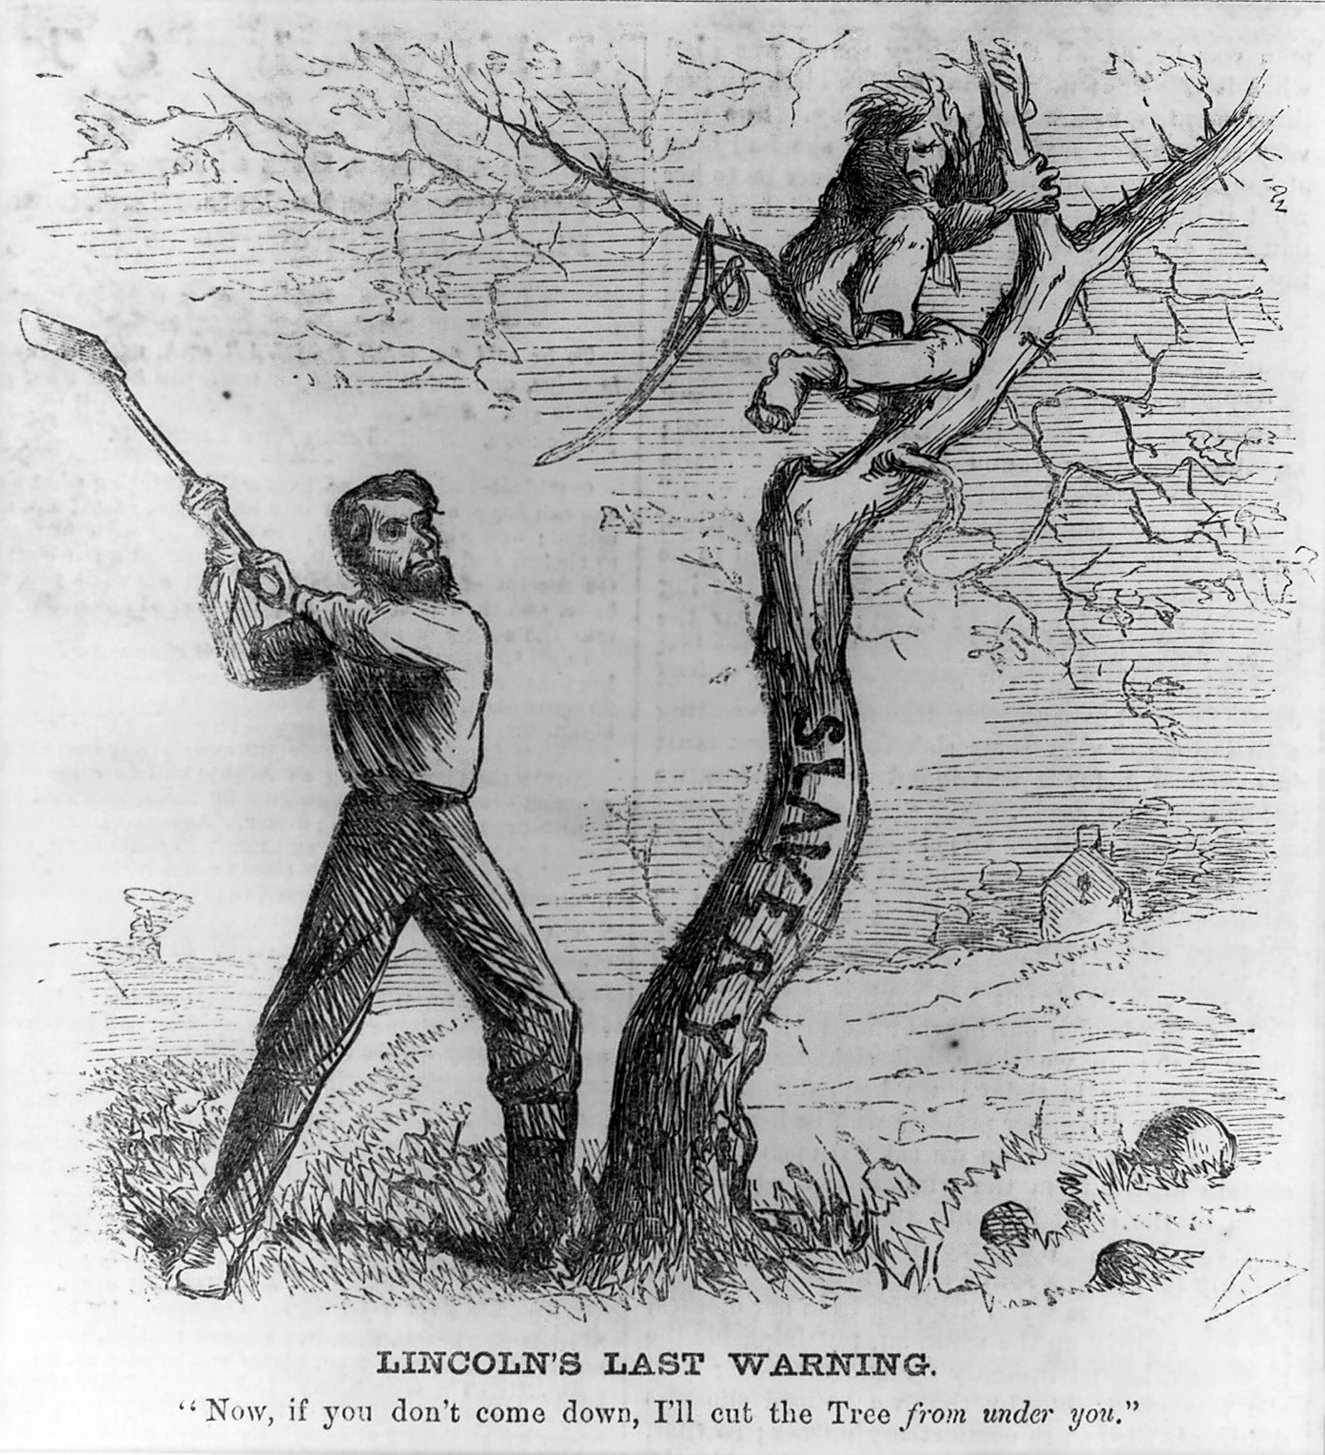 SLAVERY
LINCOLN'S LAST WARNING.
"Now, if you don't come down, I'll cut the Tree from under you."